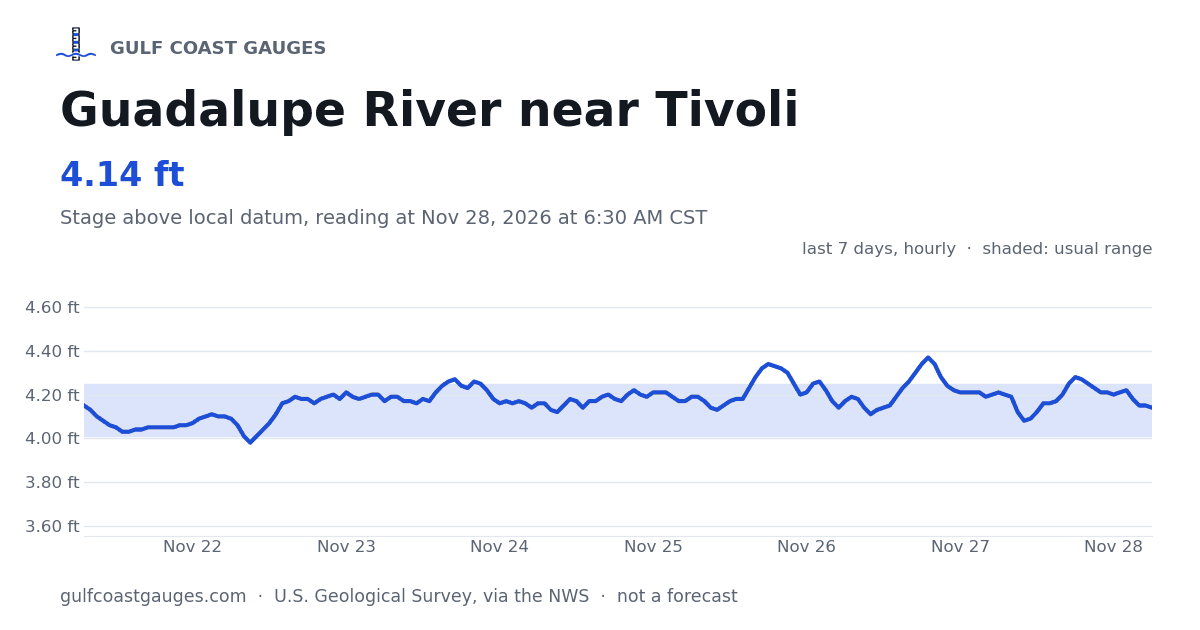 GULF COAST GAUGES
Guadalupe River near Tivoli
4.14 ft
Stage above local datum, reading at Nov 28, 2026 at 6:30 AM CST
last 7 days, hourly · shaded: usual range
4.60 ft
4.40 ft
4.20 ft
4.00 ft
3.80 ft
3.60 ft
Nov 22 Nov 23 Nov 24 Nov 25 Nov 26 Nov 27 Nov 28
gulfcoastgauges.com · U.S. Geological Survey, via the NWS · not a forecast